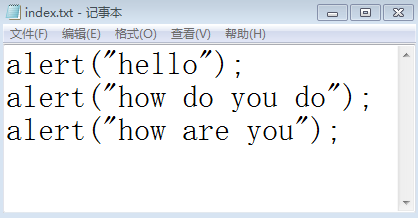 index.txt - 记事本
文件(F) 编辑(E) 格式(O) 查看(V) 帮助(H)
alert("hello");
alert("how do you do");
alert("how are you");